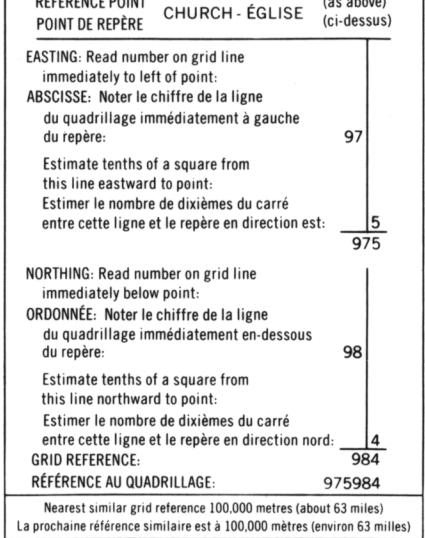 REFERENCE POINT
POINT DE REPÈRE
CHURCH - ÉGLISE
(as above)
(ci-dessus)
EASTING: Read number on grid line
immediately to left of point:
ABSCISSE: Noter le chiffre de la ligne
du quadrillage immédiatement à gauche
du repère: 97
Estimate tenths of a square from
this line eastward to point:
Estimer le nombre de dixièmes du carré
entre cette ligne et le repère en direction est: 5
975
NORTHING: Read number on grid line
immediately below point:
ORDONNÉE: Noter le chiffre de la ligne
du quadrillage immédiatement en-dessous
du repère: 98
Estimate tenths of a square from
this line northward to point:
Estimer le nombre de dixièmes du carré
entre cette ligne et le repère en direction nord: 4
GRID REFERENCE: 984
RÉFÉRENCE AU QUADRILLAGE: 975984
Nearest similar grid reference 100,000 metres (about 63 miles)
La prochaine référence similaire est à 100,000 mètres (environ 63 milles)